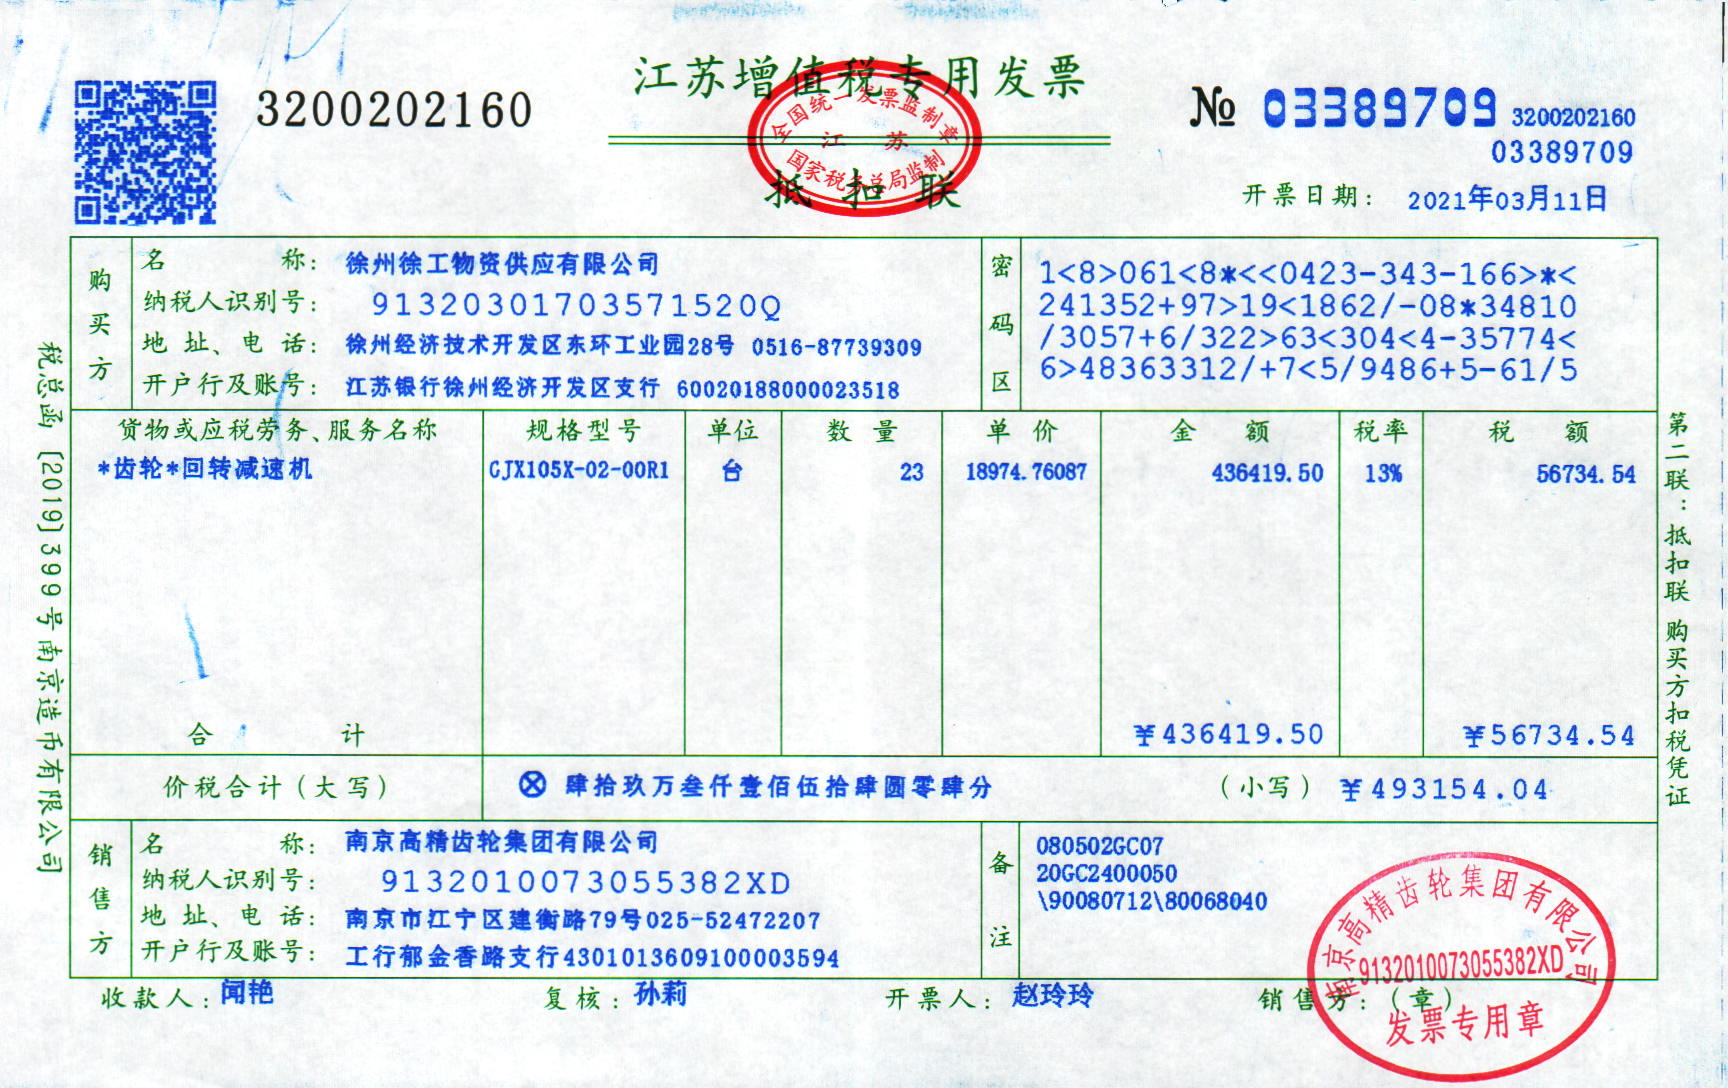 江苏增值税专用发票
3200202160
№ 03389709 3200202160
03389709
全国统一发票监制章
江 苏
国家税务总局监制
抵扣联
开票日期： 2021年03月11日
购买方
名 称： 徐州徐工物资供应有限公司
纳税人识别号： 91320301703571520Q
地 址、电 话： 徐州经济技术开发区东环工业园28号 0516-87739309
开户行及账号： 江苏银行徐州经济开发区支行 60020188000023518
密码区
1<8>061<8*<<0423-343-166>*<
241352+97>19<1862/-08*34810
/3057+6/322>63<304<4-35774<
6>48363312/+7<5/9486+5-61/5
货物或应税劳务、服务名称 规格型号 单位 数 量 单 价 金 额 税率 税 额
*齿轮*回转减速机 GJX105X-02-00R1 台 23 18974.76087 436419.50 13% 56734.54
合 计 ¥436419.50 ¥56734.54
价税合计（大写） ⊗ 肆拾玖万叁仟壹佰伍拾肆圆零肆分 （小写） ¥493154.04
销售方
名 称： 南京高精齿轮集团有限公司
纳税人识别号： 9132010073055382XD
地 址、电 话： 南京市江宁区建衡路79号025-52472207
开户行及账号： 工行郁金香路支行4301013609100003594
备注
080502GC07
20GC2400050
\90080712\80068040
收款人： 闻艳 复核： 孙莉 开票人： 赵玲玲 销售方：（章）
南京高精齿轮集团有限公司
9132010073055382XD
发票专用章
税总函〔2019〕399号南京造币有限公司
第二联：抵扣联 购买方扣税凭证